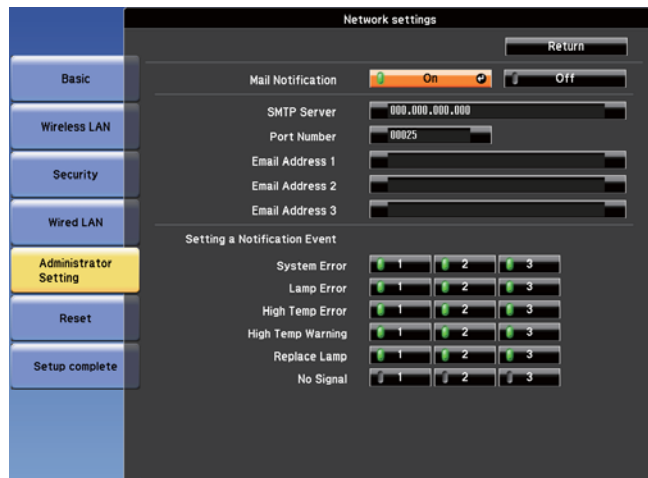 Network settings
Return
Basic
Wireless LAN
Security
Wired LAN
Administrator
Setting
Reset
Setup complete
Mail Notification On Off
SMTP Server 000.000.000.000
Port Number 00025
Email Address 1
Email Address 2
Email Address 3
Setting a Notification Event
System Error 1 2 3
Lamp Error 1 2 3
High Temp Error 1 2 3
High Temp Warning 1 2 3
Replace Lamp 1 2 3
No Signal 1 2 3